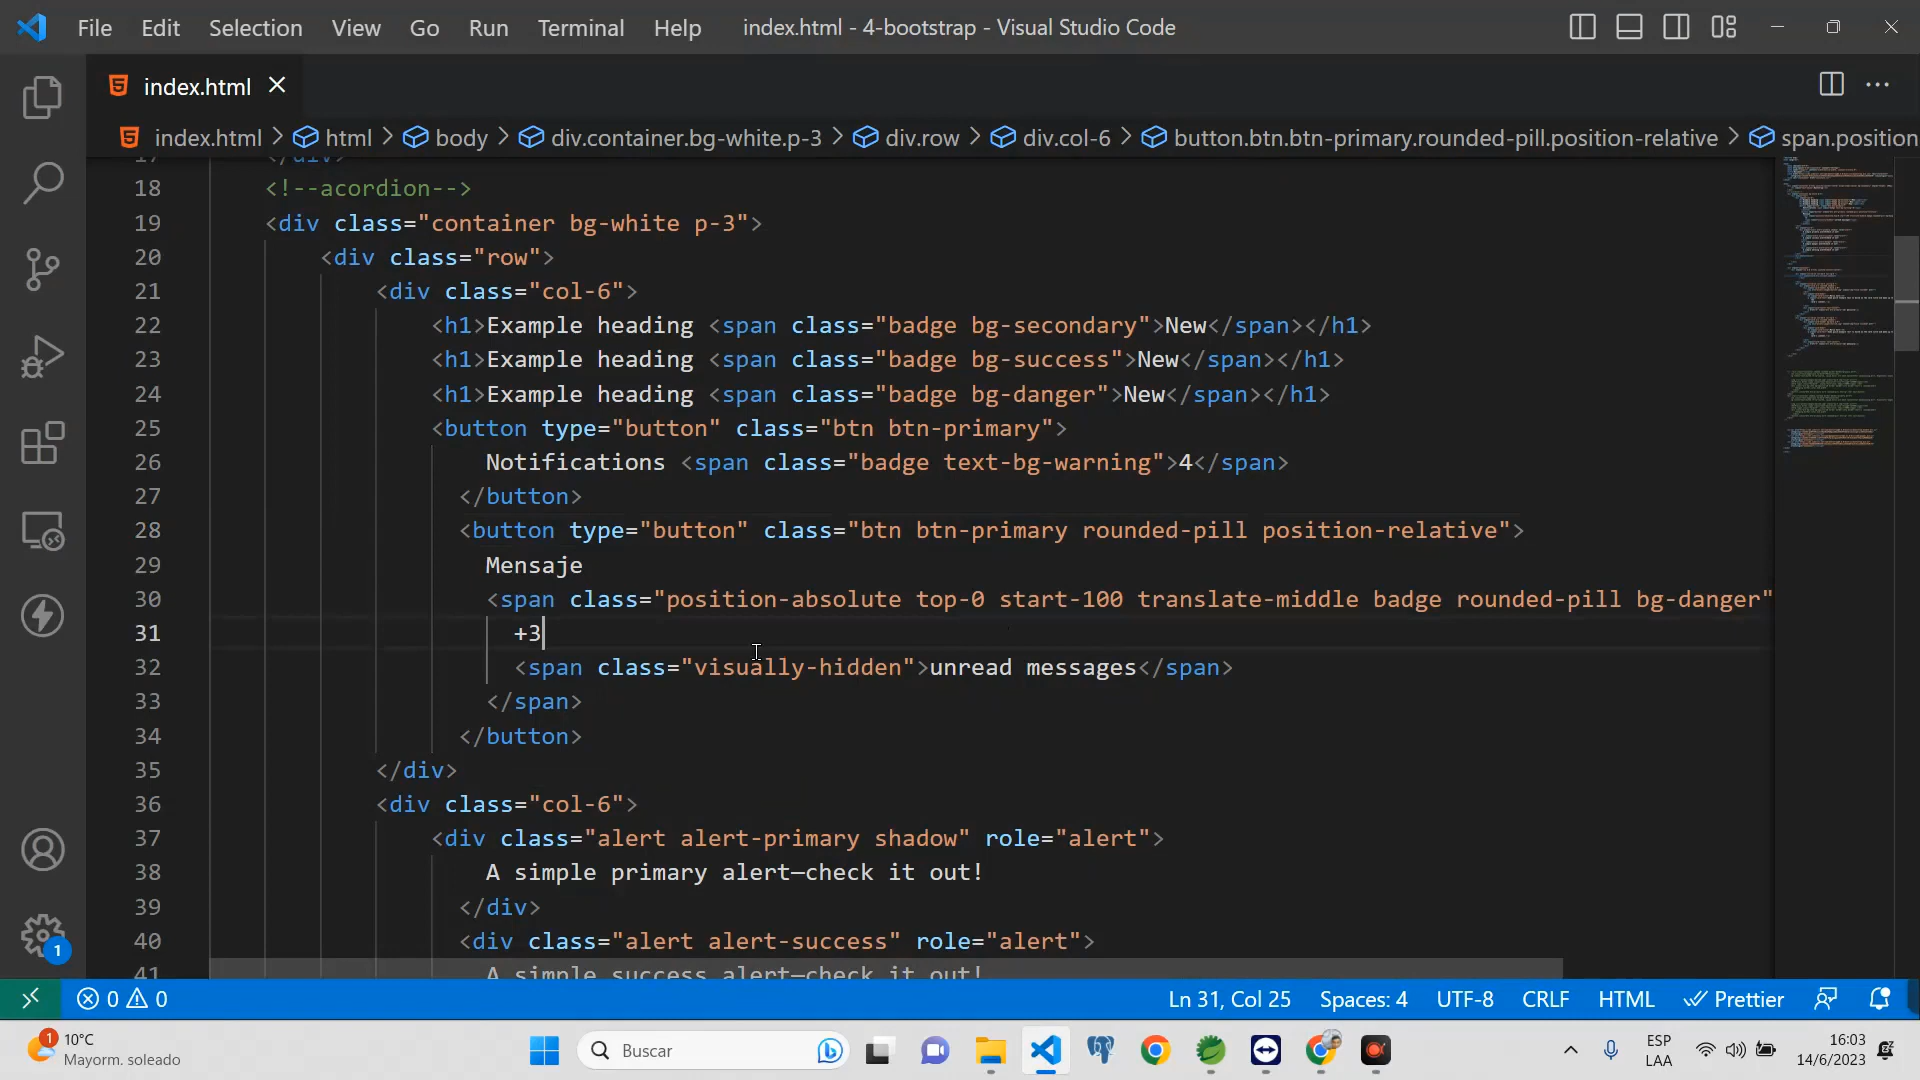 File Edit Selection View Go Run Terminal Help index.html - 4-bootstrap - Visual Studio Code
index.html
index.html > html > body > div.container.bg-white.p-3 > div.row > div.col-6 > button.btn.btn-primary.rounded-pill.position-relative > span.position
17 </div>
18 <!--acordion-->
19 <div class="container bg-white p-3">
20 <div class="row">
21 <div class="col-6">
22 <h1>Example heading <span class="badge bg-secondary">New</span></h1>
23 <h1>Example heading <span class="badge bg-success">New</span></h1>
24 <h1>Example heading <span class="badge bg-danger">New</span></h1>
25 <button type="button" class="btn btn-primary">
26 Notifications <span class="badge text-bg-warning">4</span>
27 </button>
28 <button type="button" class="btn btn-primary rounded-pill position-relative">
29 Mensaje
30 <span class="position-absolute top-0 start-100 translate-middle badge rounded-pill bg-danger"
31 +3
32 <span class="visually-hidden">unread messages</span>
33 </span>
34 </button>
35 </div>
36 <div class="col-6">
37 <div class="alert alert-primary shadow" role="alert">
38 A simple primary alert—check it out!
39 </div>
40 <div class="alert alert-success" role="alert">
41 A simple success alert—check it out!
1
0 0 Ln 31, Col 25 Spaces: 4 UTF-8 CRLF HTML Prettier
1 10°C
Mayorm. soleado
Buscar
ESP
LAA
16:03
14/6/2023